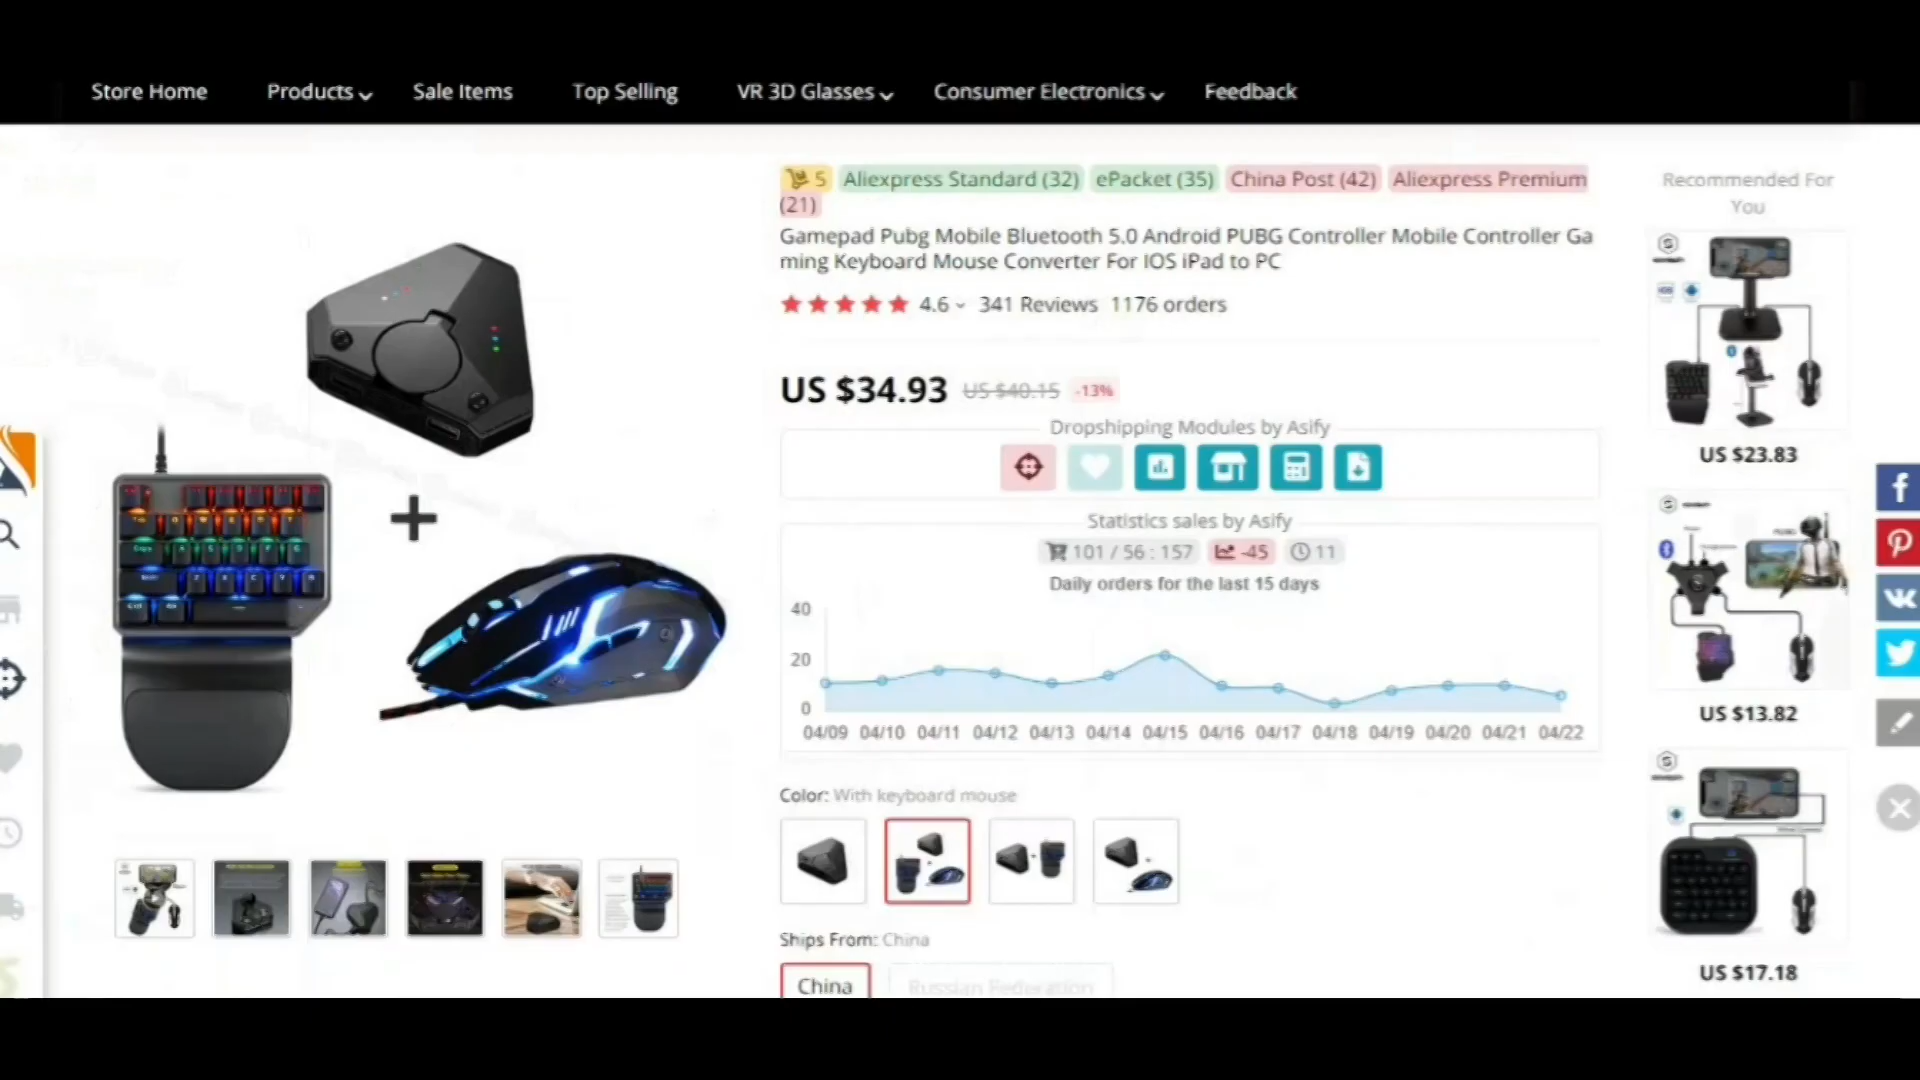 Store Home Products Sale Items Top Selling VR 3D Glasses Consumer Electronics Feedback
5 Aliexpress Standard (32) ePacket (35) China Post (42) Aliexpress Premium
(21)
Gamepad Pubg Mobile Bluetooth 5.0 Android PUBG Controller Mobile Controller Ga
ming Keyboard Mouse Converter For IOS iPad to PC
4.6 341 Reviews 1176 orders
US $34.93 US $40.15 -13%
Dropshipping Modules by Asify
Statistics sales by Asify
101 / 56 : 157 -45 11
Daily orders for the last 15 days
40
20
0
04/09 04/10 04/11 04/12 04/13 04/14 04/15 04/16 04/17 04/18 04/19 04/20 04/21 04/22
Color: With keyboard mouse
Ships From: China
China Russian Federation
Recommended For
You
US $23.83
US $13.82
US $17.18